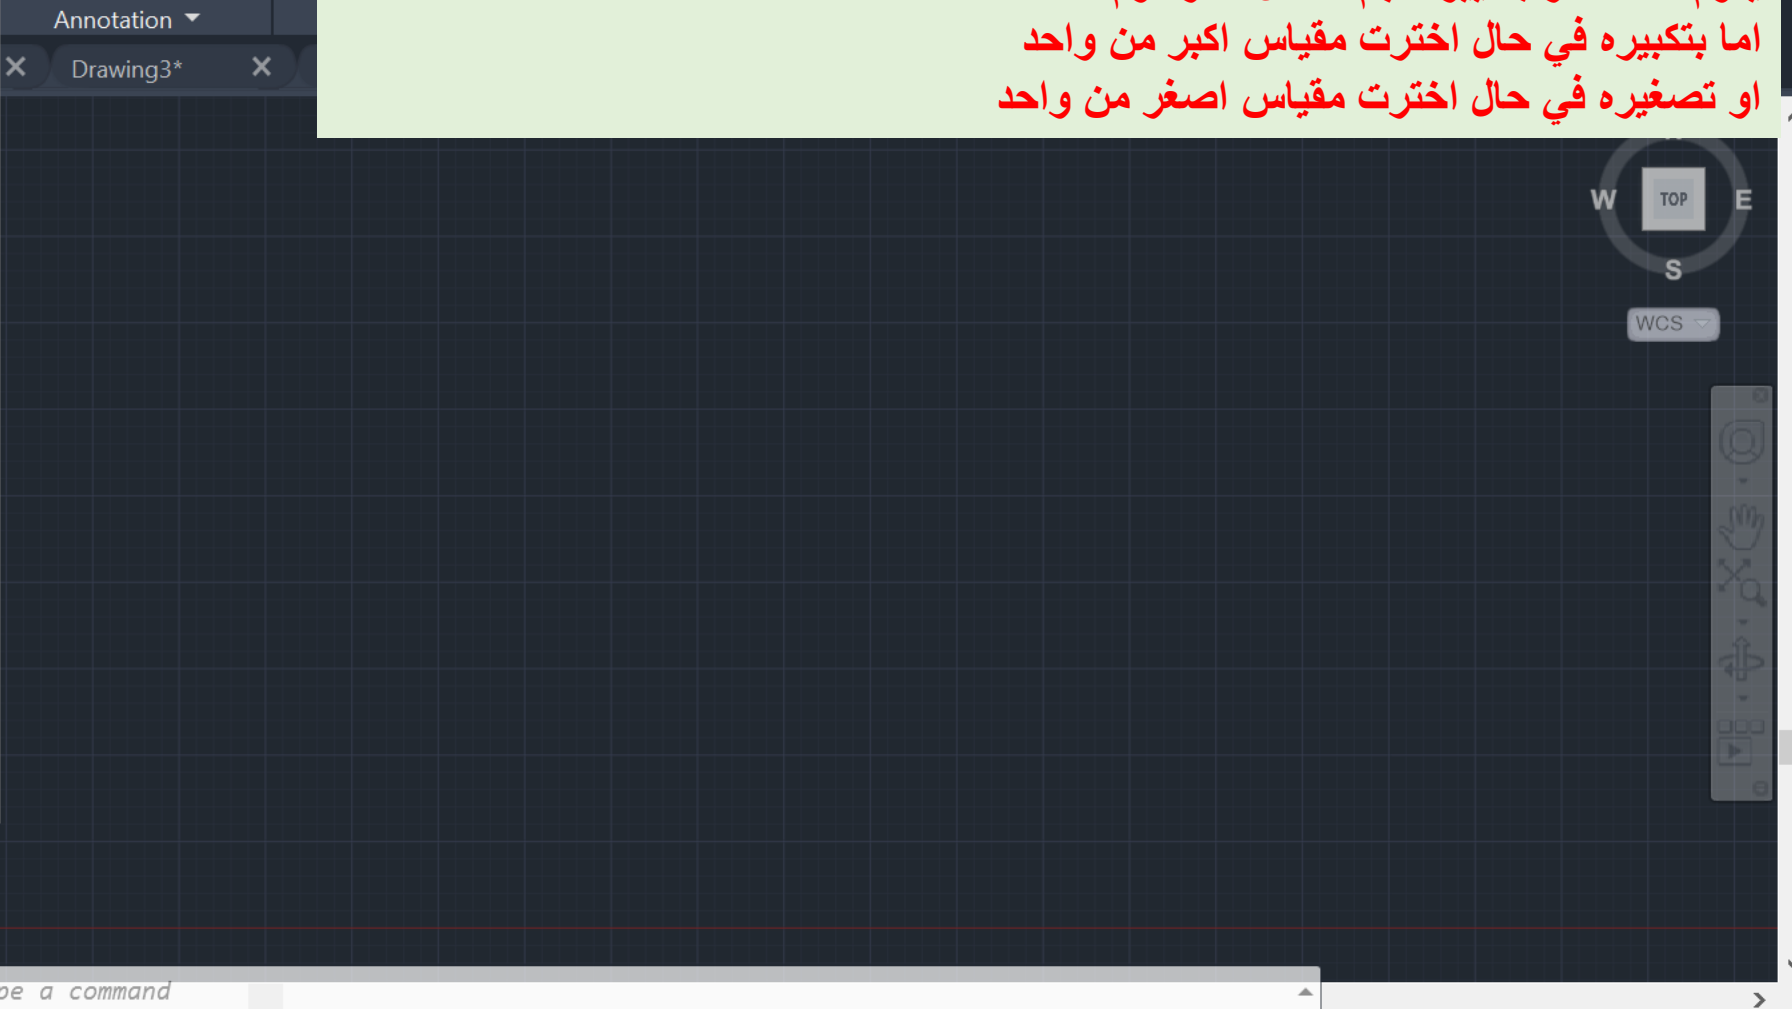 Annotation
اما بتكبيره في حال اخترت مقياس اكبر من واحد
Drawing3*
او تصغيره في حال اخترت مقياس اصغر من واحد
W
TOP
E
S
WCS
a command